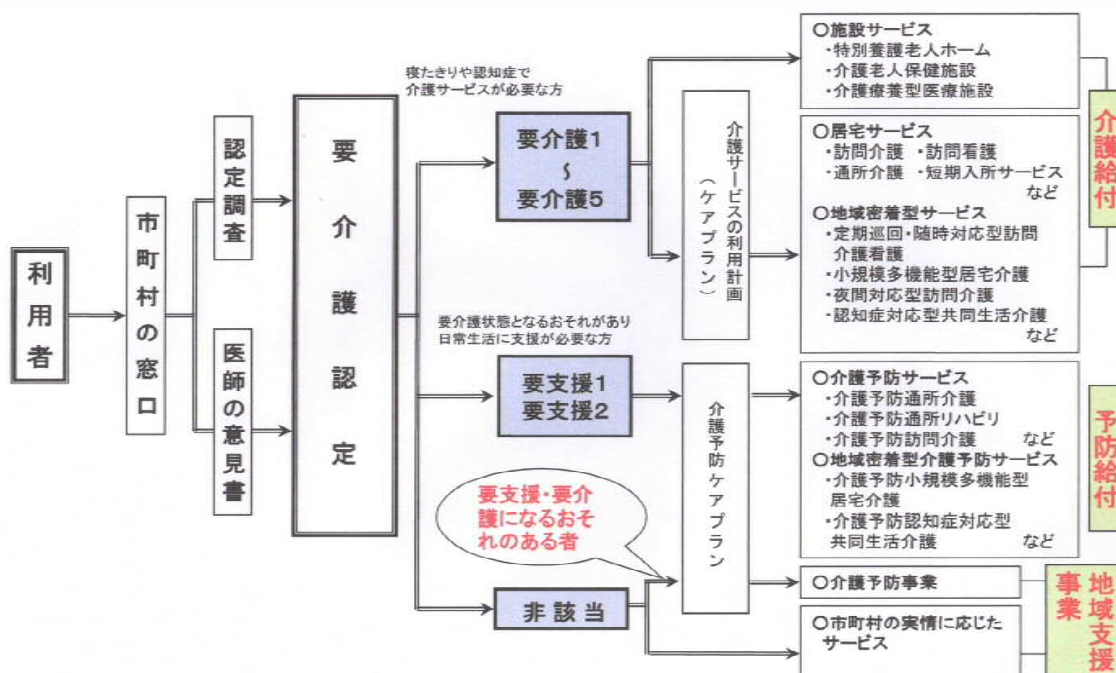 利用者
市町村の窓口
認定調査
医師の意見書
要介護認定
寝たきりや認知症で
介護サービスが必要な方
要介護1
〜
要介護5
要介護状態となるおそれがあり
日常生活に支援が必要な方
要支援1
要支援2
要支援・要介
護になるおそ
れのある者
非該当
介護サービスの利用計画
(ケアプラン)
介護予防ケアプラン
○施設サービス
・特別養護老人ホーム
・介護老人保健施設
・介護療養型医療施設
○居宅サービス
・訪問介護 ・訪問看護
・通所介護 ・短期入所サービス
など
○地域密着型サービス
・定期巡回・随時対応型訪問
介護看護
・小規模多機能型居宅介護
・夜間対応型訪問介護
・認知症対応型共同生活介護
など
介護給付
○介護予防サービス
・介護予防通所介護
・介護予防通所リハビリ
・介護予防訪問介護 など
○地域密着型介護予防サービス
・介護予防小規模多機能型
居宅介護
・介護予防認知症対応型
共同生活介護 など
予防給付
○介護予防事業
○市町村の実情に応じた
サービス
地域支援
事業